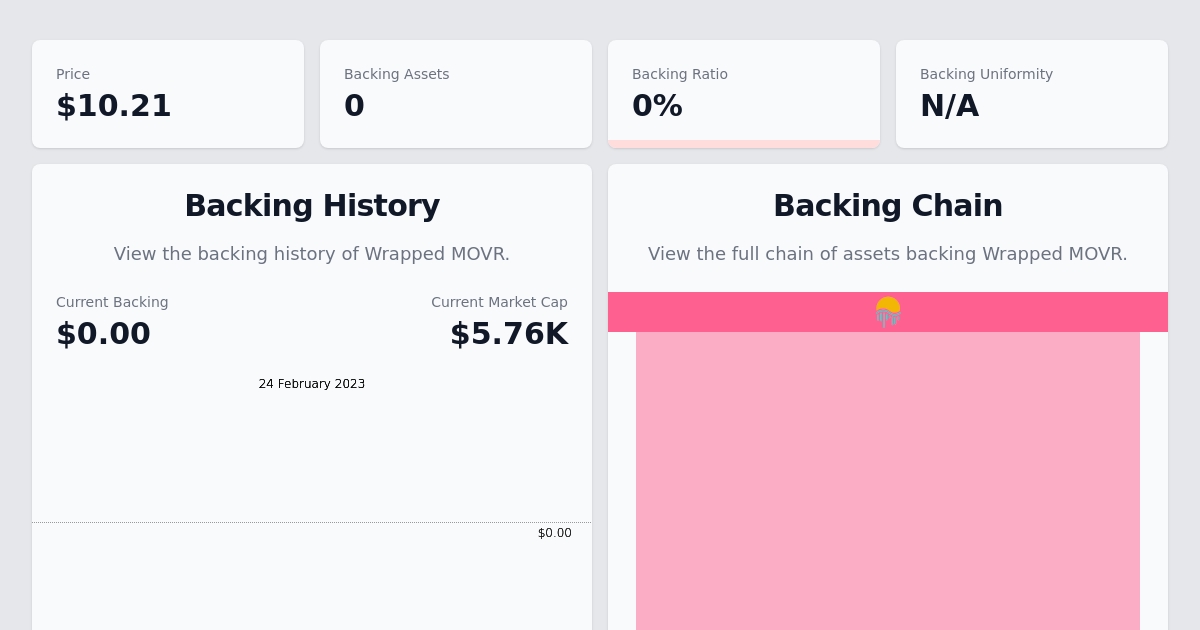 Price
$10.21
Backing Assets
0
Backing Ratio
0%
Backing Uniformity
N/A
Backing History
View the backing history of Wrapped MOVR.
Current Backing
$0.00
Current Market Cap
$5.76K
24 February 2023
$0.00
Backing Chain
View the full chain of assets backing Wrapped MOVR.